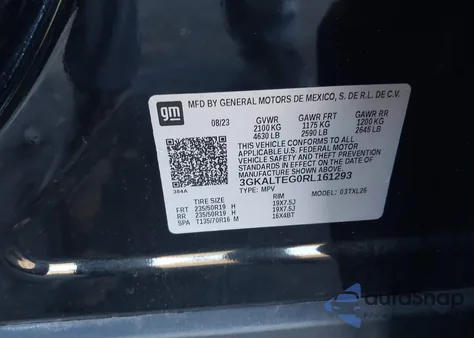 gm
MFD BY GENERAL MOTORS DE MEXICO, S. DE R.L. DE C.V.
08/23 GVWR GAWR FRT GAWR RR
2100 KG 1175 KG 1200 KG
4630 LB 2590 LB 2645 LB
THIS VEHICLE CONFORMS TO ALL APPLICABLE
FEDERAL MOTOR VEHICLE SAFETY, BUMPER, AND
THEFT PREVENTION STANDARDS IN EFFECT ON THE
DATE OF MANUFACTURE SHOWN ABOVE.
3GKALTEG0RL161293
TYPE: MPV MODEL: 03TXL26
384A
TIRE SIZE RIM
FRT 235/50R19 H 19X7.5J
RR 235/50R19 H 19X7.5J
SPA T135/70R16 M 16X4BT
AuraSnap